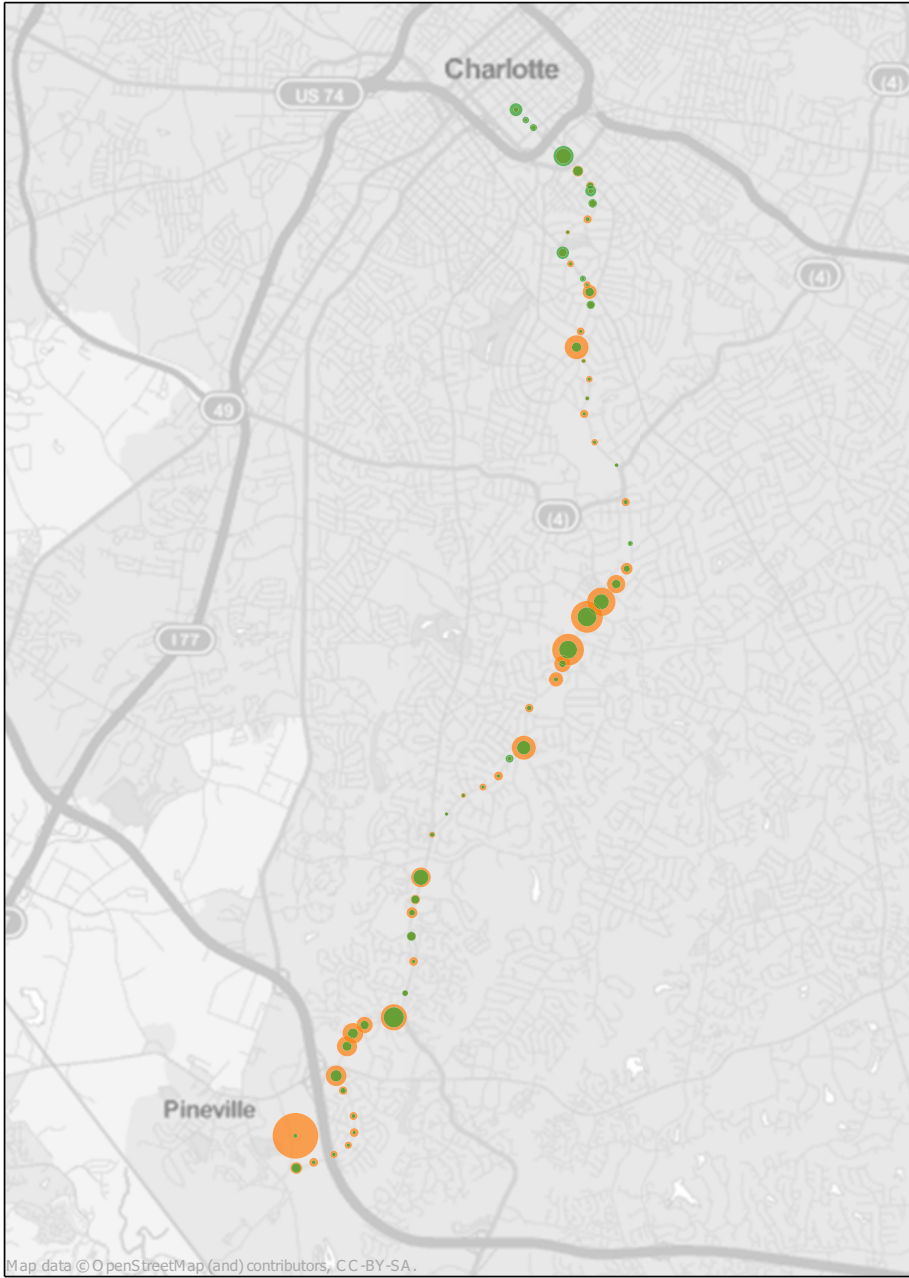 Charlotte
US 74
(4)
(4)
49
(4)
I 77
Pineville
Map data © OpenStreetMap (and) contributors, CC-BY-SA.